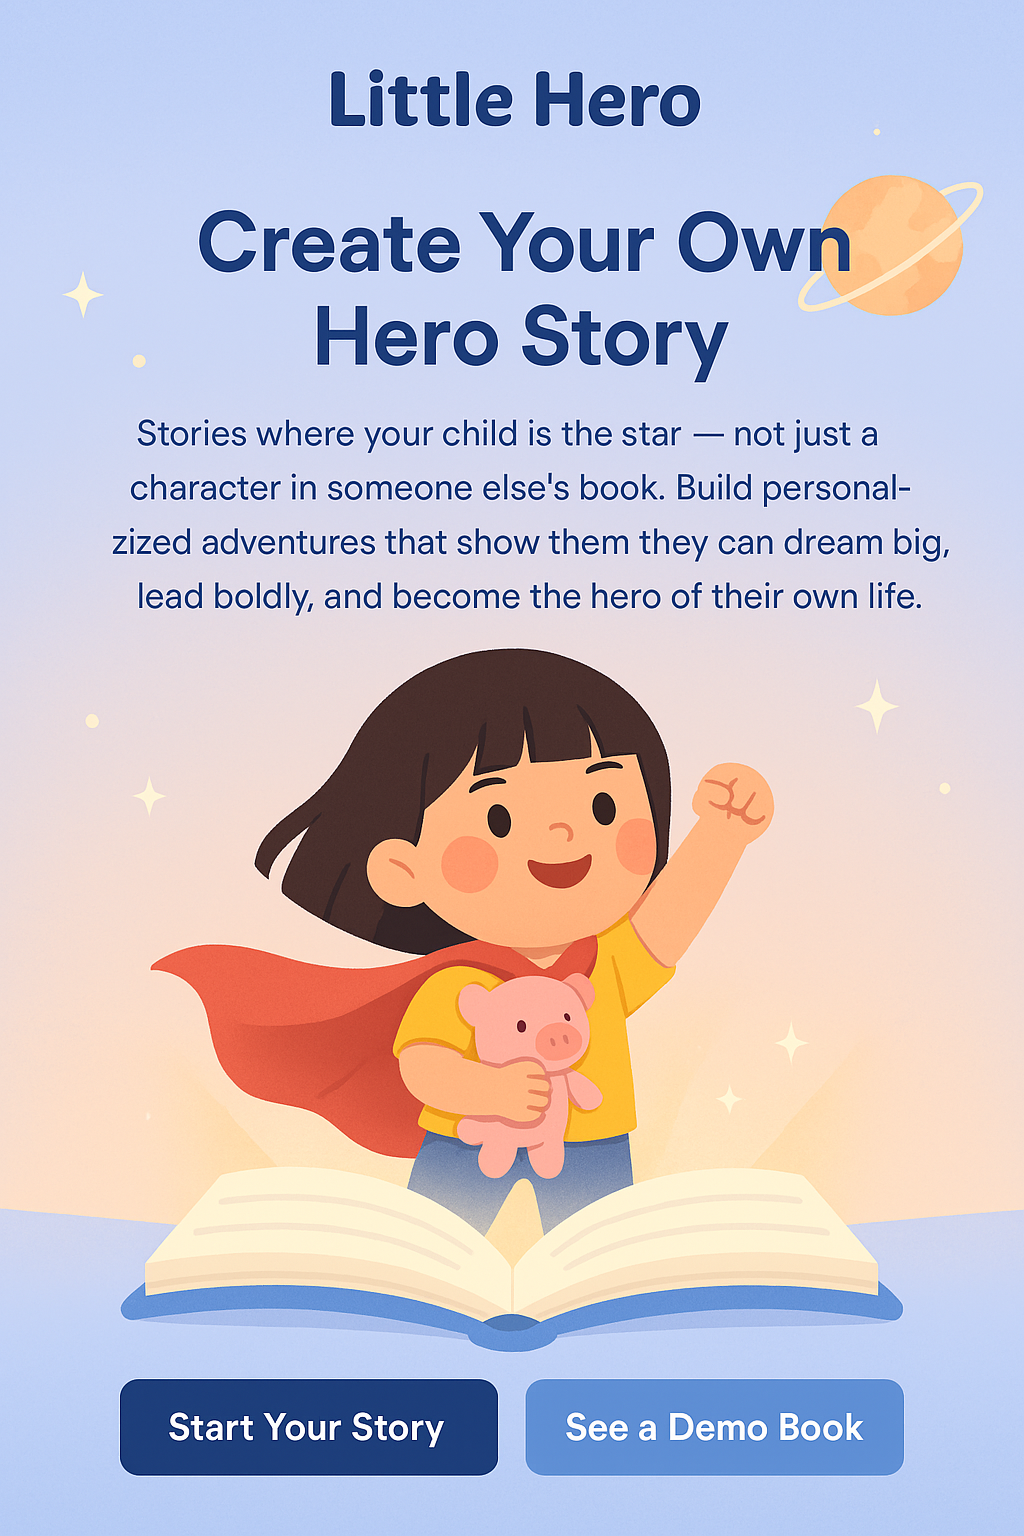 Little Hero
Create Your Own
Hero Story
Stories where your child is the star — not just a
character in someone else's book. Build personal-
zized adventures that show them they can dream big,
lead boldly, and become the hero of their own life.
Start Your Story
See a Demo Book